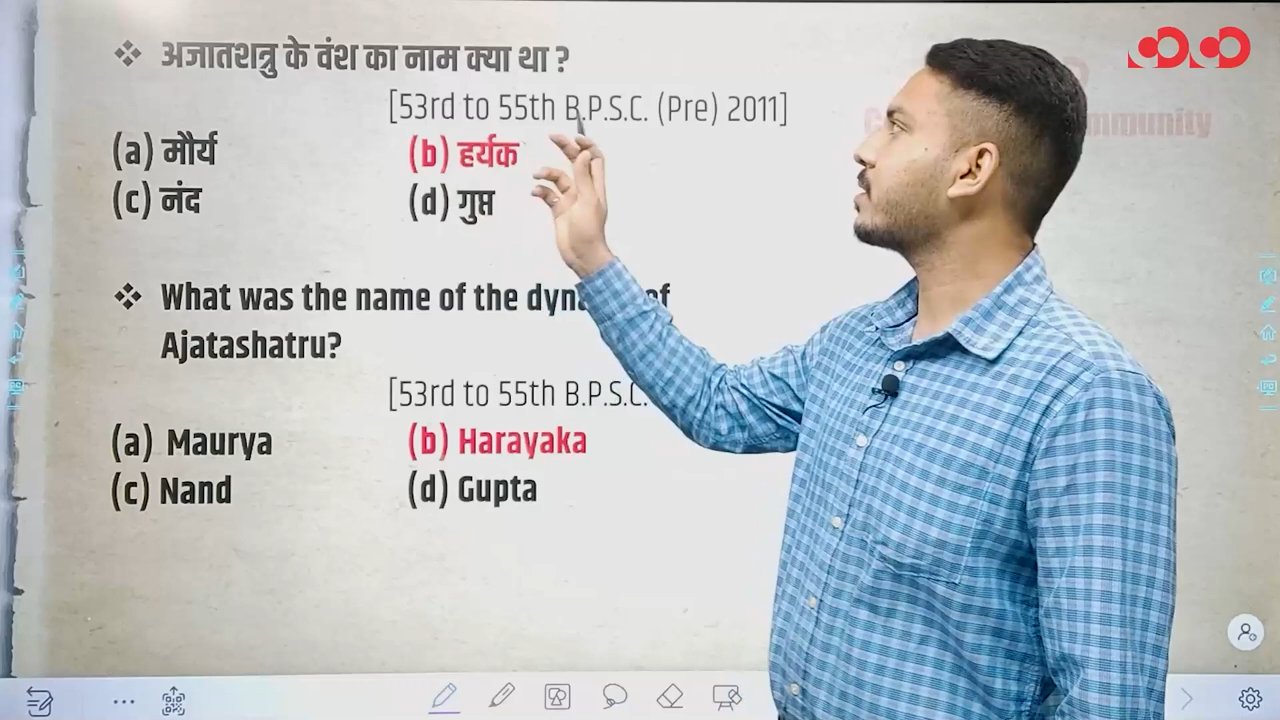 ❖ अजातशत्रु के वंश का नाम क्या था ?
[53rd to 55th B.P.S.C. (Pre) 2011]
(a) मौर्य (b) हर्यक
(c) नंद (d) गुप्त
❖ What was the name of the of
Ajatashatru?
[53rd to 55th B.P.S.C.
(a) Maurya (b) Harayaka
(c) Nand (d) Gupta